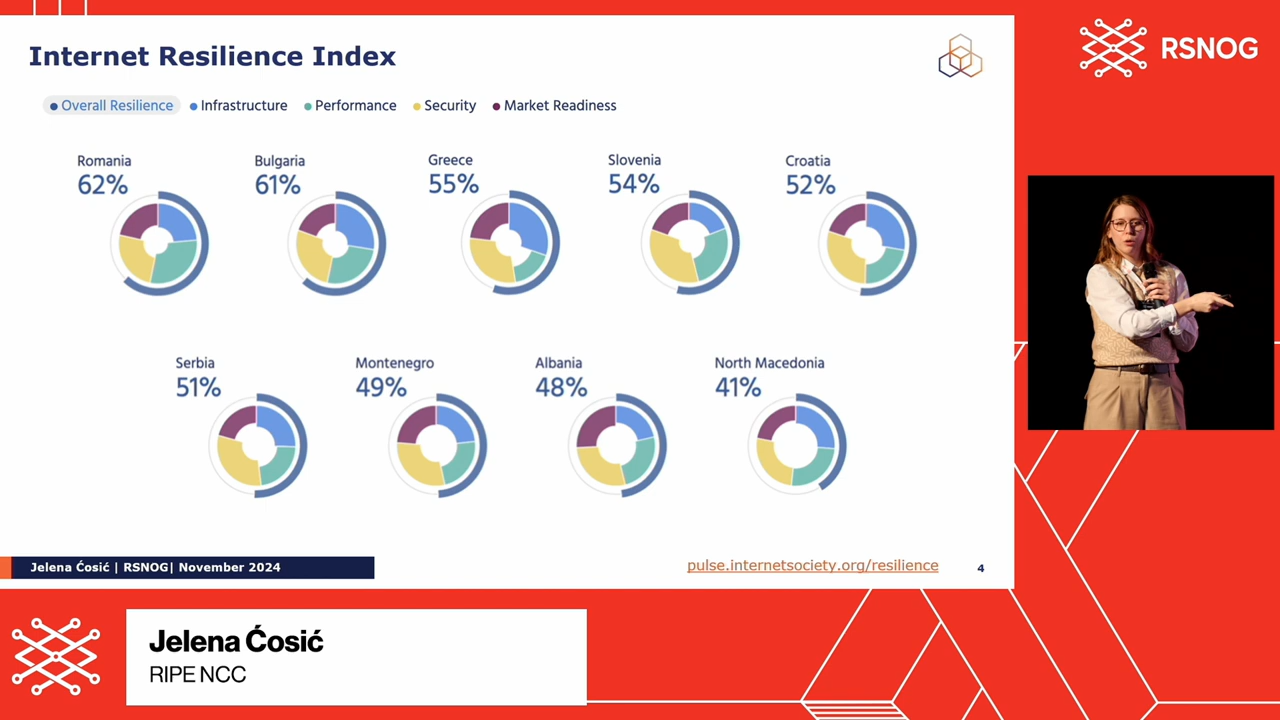 Internet Resilience Index
RSNOG
Overall Resilience Infrastructure Performance Security Market Readiness
Romania
62%
Bulgaria
61%
Greece
55%
Slovenia
54%
Croatia
52%
Serbia
51%
Montenegro
49%
Albania
48%
North Macedonia
41%
Jelena Ćosić | RSNOG| November 2024
pulse.internetsociety.org/resilience
4
Jelena Ćosić
RIPE NCC